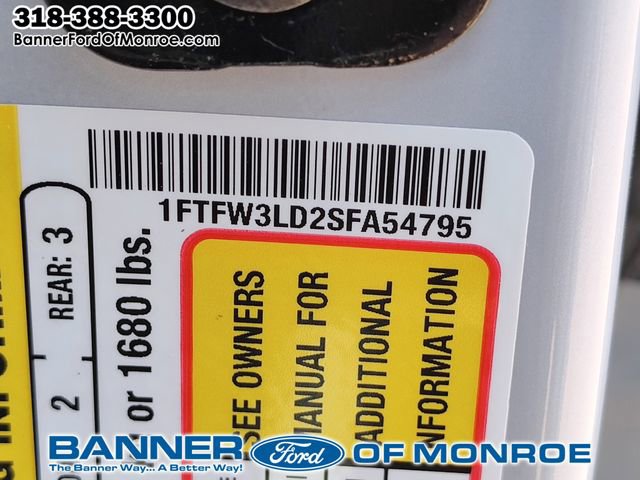 318-388-3300
BannerFordOfMonroe.com
1FTFW3LD2SFA54795
REAR: 3
2
or 1680 lbs.
SEE OWNERS
MANUAL FOR
ADDITIONAL
INFORMATION
BANNER Ford OF MONROE
The Banner Way... A Better Way!